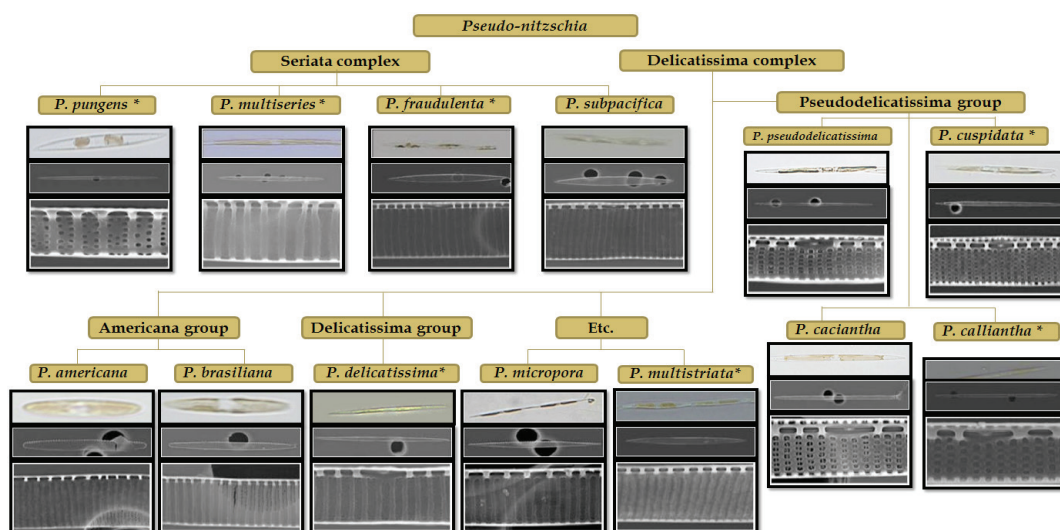 Pseudo-nitzschia
Seriata complex
Delicatissima complex
P. pungens *
P. multiseries *
P. fraudulenta *
P. subpacifica
Pseudodelicatissima group
P. pseudodelicatissima
P. cuspidata *
Americana group
Delicatissima group
Etc.
P. caciantha
P. calliantha *
P. americana
P. brasiliana
P. delicatissima*
P. micropora
P. multistriata*